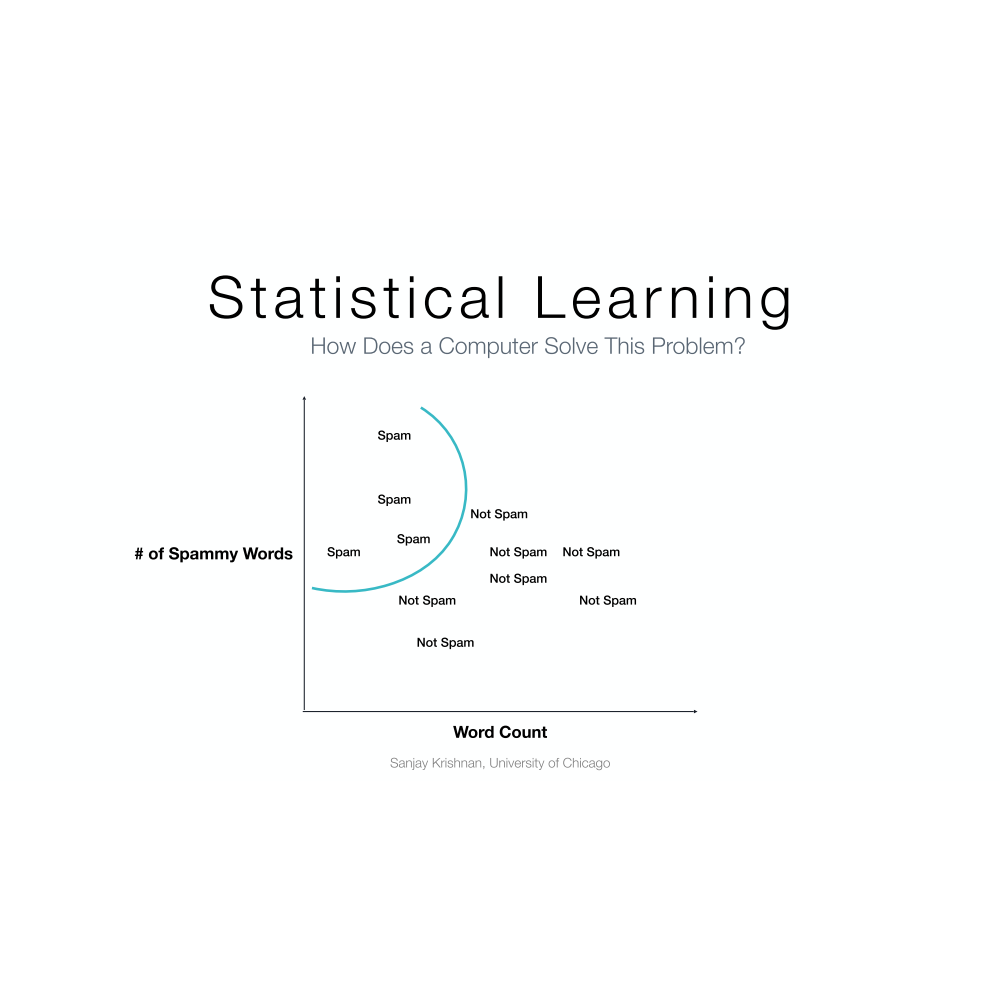 Statistical Learning
How Does a Computer Solve This Problem?
Spam
Spam
Not Spam
Spam
# of Spammy Words
Spam
Not Spam
Not Spam
Not Spam
Not Spam
Not Spam
Not Spam
Word Count
Sanjay Krishnan, University of Chicago